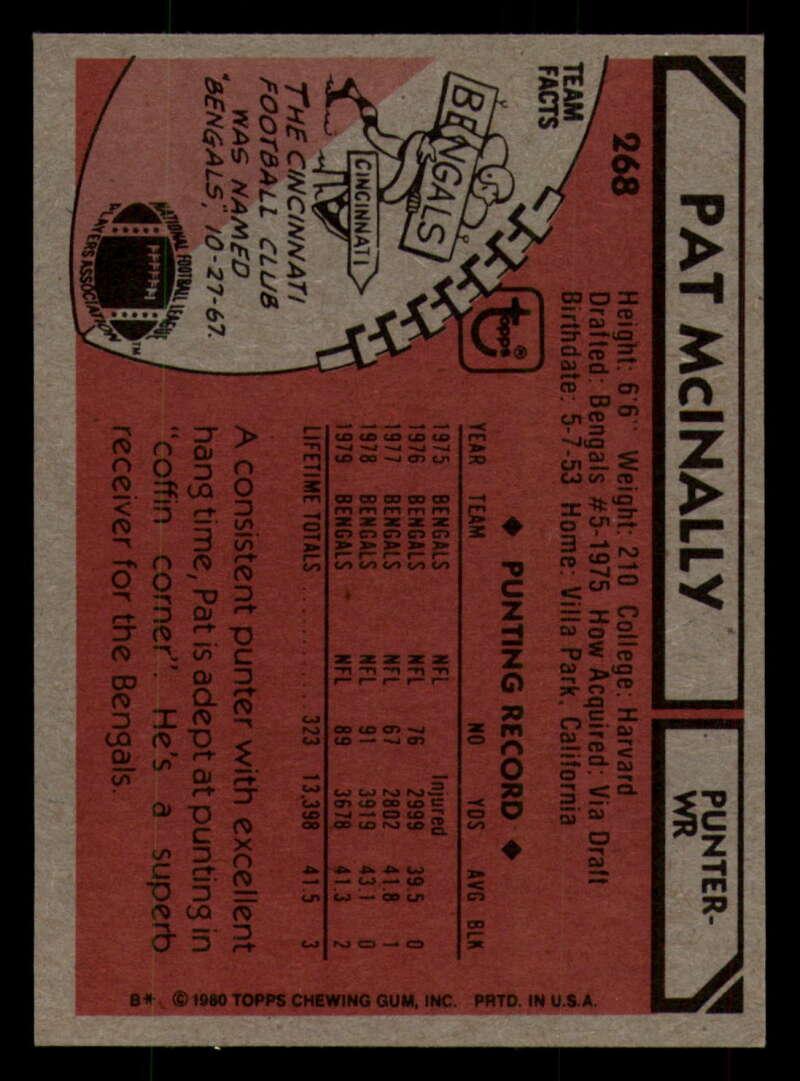 PAT McINALLY
PUNTER-
WR
268
Height: 6'6" Weight: 210 College: Harvard
Drafted: Bengals #5-1975 How Acquired: Via Draft
Birthdate: 5-7-53 Home: Villa Park, California
TEAM
FACTS
BENGALS
CINCINNATI
THE CINCINNATI
FOOTBALL CLUB
WAS NAMED
"BENGALS," 10-27-67.
NATIONAL FOOTBALL LEAGUE
PLAYERS ASSOCIATION™
topps®
◆ PUNTING RECORD ◆
YEAR TEAM NO YDS AVG BLK
1975 BENGALS NFL Injured
1976 BENGALS NFL 76 2999 39.5 0
1977 BENGALS NFL 67 2802 41.8 1
1978 BENGALS NFL 91 3919 43.1 0
1979 BENGALS NFL 89 3678 41.3 2
LIFETIME TOTALS .......... 323 13,398 41.5 3
A consistent punter with excellent
hang time, Pat is adept at punting in
"coffin corner". He's a superb
receiver for the Bengals.
B* © 1980 TOPPS CHEWING GUM, INC. PRTD. IN U.S.A.